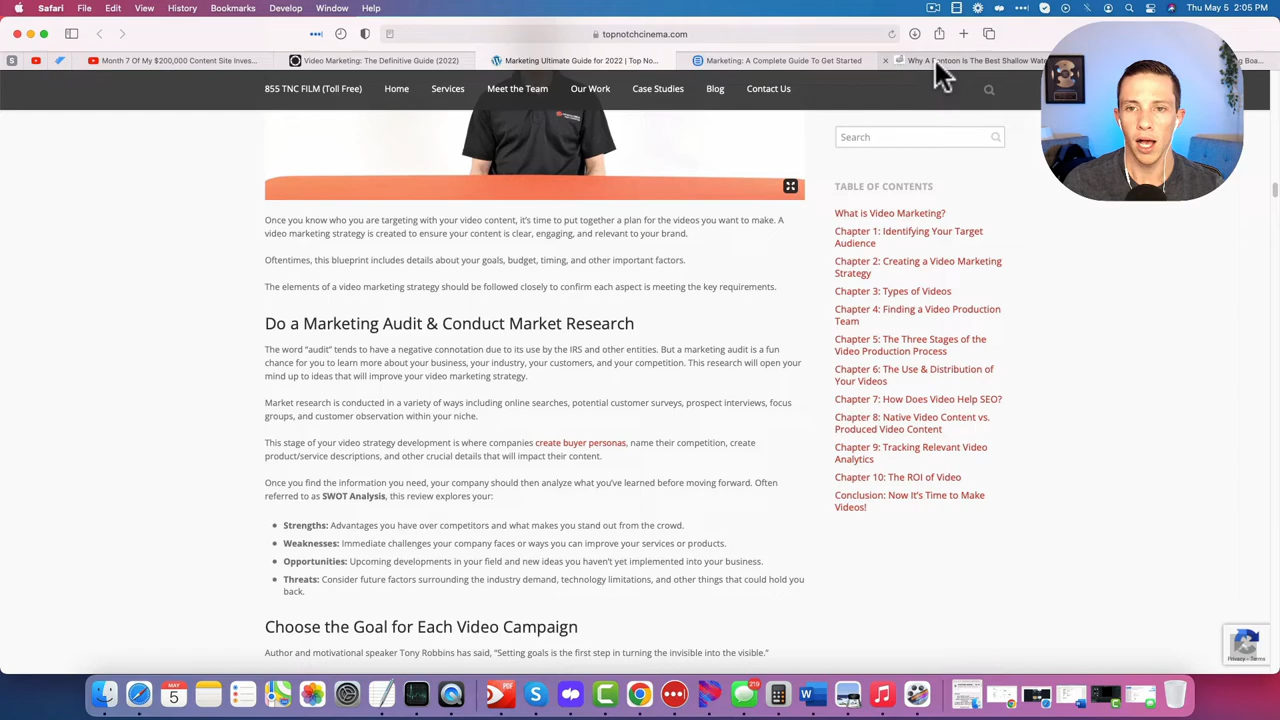 Safari File Edit View History Bookmarks Develop Window Help Thu May 5 2:05 PM
topnotchcinema.com
S Month 7 Of My $200,000 Content Site Inves... Video Marketing: The Definitive Guide (2022) Marketing Ultimate Guide for 2022 | Top No... Marketing: A Complete Guide To Get Started Why A Pontoon Is The Best Shallow Wate g Boa...
855 TNC FILM (Toll Free) Home Services Meet the Team Our Work Case Studies Blog Contact Us
Search
TABLE OF CONTENTS
What is Video Marketing?
Chapter 1: Identifying Your Target
Audience
Chapter 2: Creating a Video Marketing
Strategy
Chapter 3: Types of Videos
Chapter 4: Finding a Video Production
Team
Chapter 5: The Three Stages of the
Video Production Process
Chapter 6: The Use & Distribution of
Your Videos
Chapter 7: How Does Video Help SEO?
Chapter 8: Native Video Content vs.
Produced Video Content
Chapter 9: Tracking Relevant Video
Analytics
Chapter 10: The ROI of Video
Conclusion: Now It's Time to Make
Videos!
Once you know who you are targeting with your video content, it's time to put together a plan for the videos you want to make. A
video marketing strategy is created to ensure your content is clear, engaging, and relevant to your brand.
Oftentimes, this blueprint includes details about your goals, budget, timing, and other important factors.
The elements of a video marketing strategy should be followed closely to confirm each aspect is meeting the key requirements.
Do a Marketing Audit & Conduct Market Research
The word "audit" tends to have a negative connotation due to its use by the IRS and other entities. But a marketing audit is a fun
chance for you to learn more about your business, your industry, your customers, and your competition. This research will open your
mind up to ideas that will improve your video marketing strategy.
Market research is conducted in a variety of ways including online searches, potential customer surveys, prospect interviews, focus
groups, and customer observation within your niche.
This stage of your video strategy development is where companies create buyer personas, name their competition, create
product/service descriptions, and other crucial details that will impact their content.
Once you find the information you need, your company should then analyze what you've learned before moving forward. Often
referred to as SWOT Analysis, this review explores your:
Strengths: Advantages you have over competitors and what makes you stand out from the crowd.
Weaknesses: Immediate challenges your company faces or ways you can improve your services or products.
Opportunities: Upcoming developments in your field and new ideas you haven't yet implemented into your business.
Threats: Consider future factors surrounding the industry demand, technology limitations, and other things that could hold you
back.
Choose the Goal for Each Video Campaign
Author and motivational speaker Tony Robbins has said, "Setting goals is the first step in turning the invisible into the visible."
Privacy - Terms
MAY
5
219